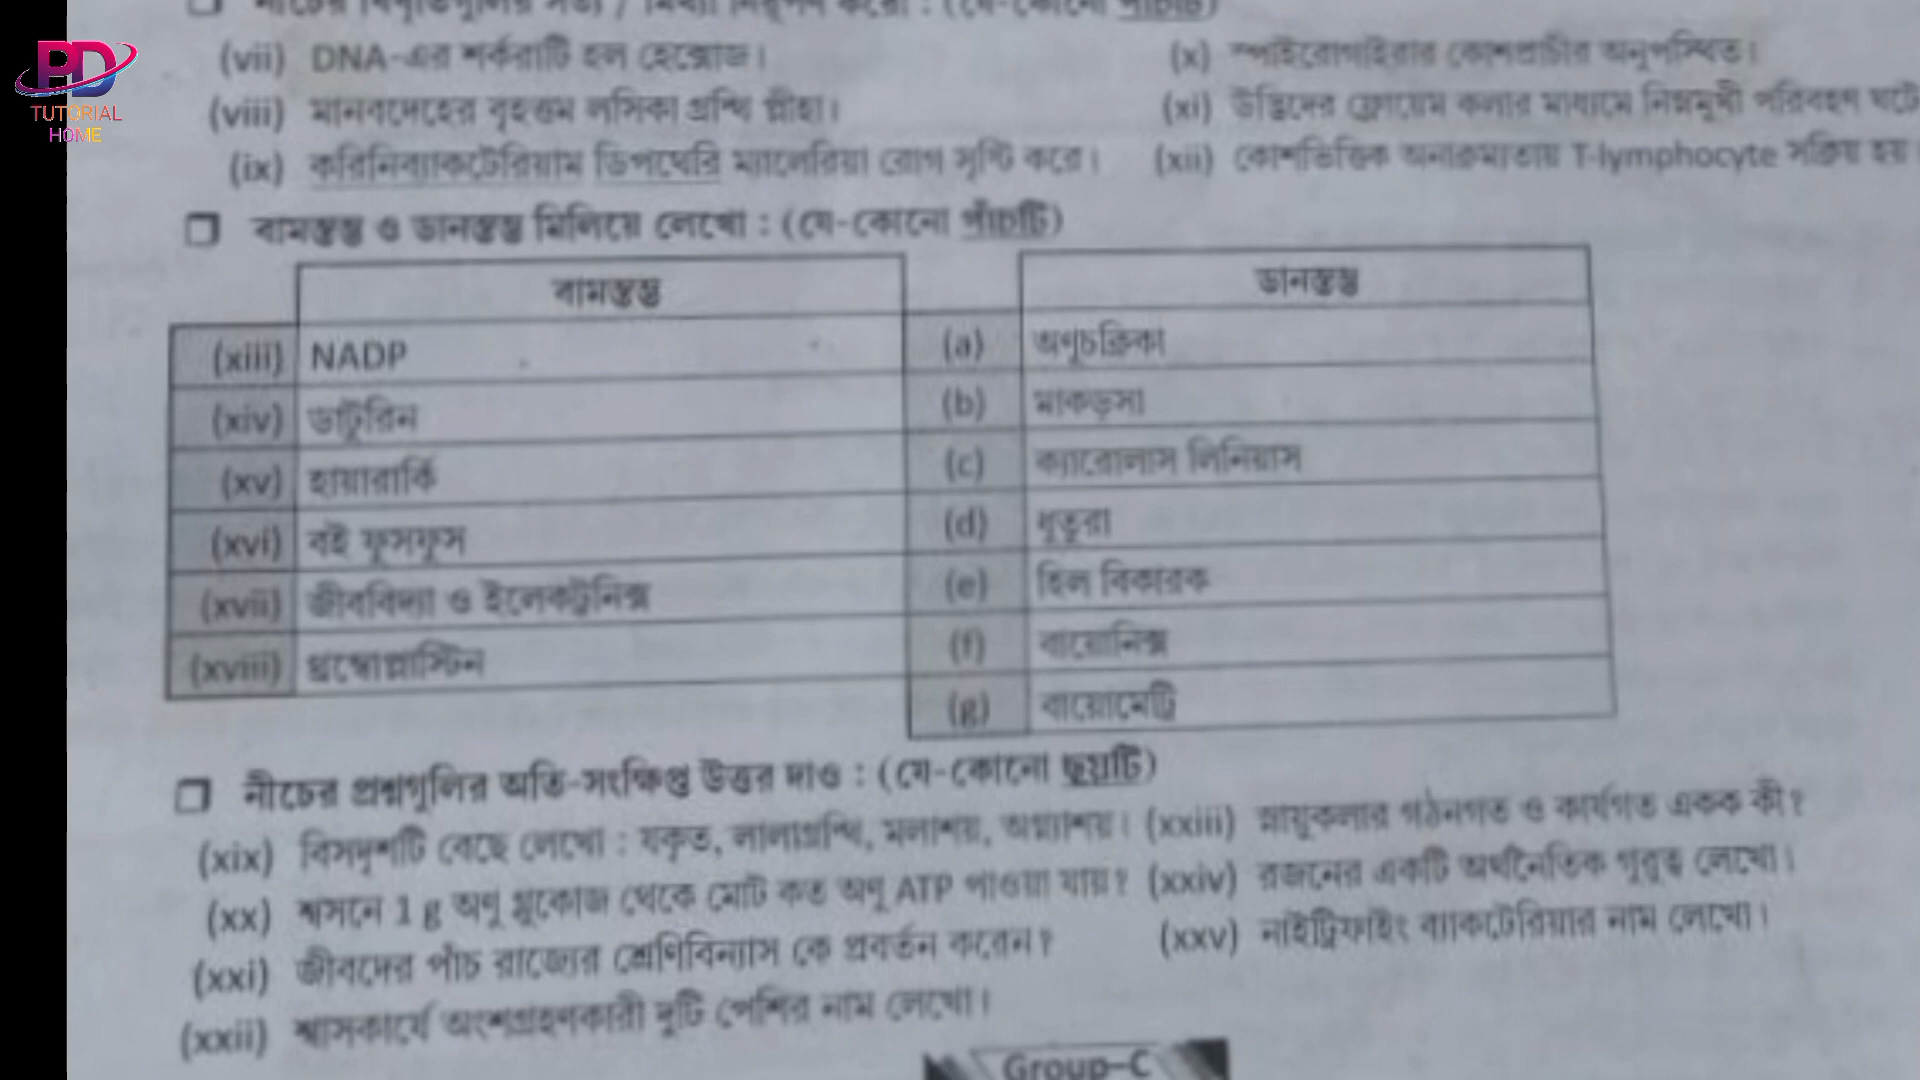 PD
TUTORIAL
HOME
নীচের বিবৃতিগুলির সত্য / মিথ্যা নিরূপণ করো : (যে-কোনো পাঁচটি)
(vii) DNA-এর শর্করাটি হল হেক্সোজ।
(x) স্পাইরোগাইরার কোশপ্রাচীর অনুপস্থিত।
(viii) মানবদেহের বৃহত্তম লসিকা গ্রন্থি প্লীহা।
(xi) উদ্ভিদের ফ্লোয়েম কলার মাধ্যমে নিম্নমুখী পরিবহণ ঘটে
(ix) করিনিব্যাকটেরিয়াম ডিপথেরি ম্যালেরিয়া রোগ সৃষ্টি করে।
(xii) কোশভিত্তিক অনাক্রম্যতায় T-lymphocyte সক্রিয় হয়
❒ বামস্তম্ভ ও ডানস্তম্ভ মিলিয়ে লেখো : (যে-কোনো পাঁচটি)
বামস্তম্ভ ডানস্তম্ভ
(xiii) NADP (a) অণুচক্রিকা
(xiv) ডাটুরিন (b) মাকড়সা
(xv) হায়ারার্কি (c) ক্যারোলাস লিনিয়াস
(xvi) বই ফুসফুস (d) ধুতুরা
(xvii) জীববিদ্যা ও ইলেকট্রনিক্স (e) হিল বিকারক
(xviii) থ্রম্বোপ্লাস্টিন (f) বায়োনিক্স
(g) বায়োমেট্রি
❒ নীচের প্রশ্নগুলির অতি-সংক্ষিপ্ত উত্তর দাও : (যে-কোনো ছয়টি)
(xix) বিসদৃশটি বেছে লেখো : যকৃত, লালাগ্রন্থি, মলাশয়, অগ্ন্যাশয়।
(xxiii) স্নায়ুকলার গঠনগত ও কার্যগত একক কী?
(xx) শ্বসনে 1 g অণু গ্লুকোজ থেকে মোট কত অণু ATP পাওয়া যায়?
(xxiv) রজনের একটি অর্থনৈতিক গুরুত্ব লেখো।
(xxi) জীবদের পাঁচ রাজ্যের শ্রেণিবিন্যাস কে প্রবর্তন করেন?
(xxv) নাইট্রিফাইং ব্যাকটেরিয়ার নাম লেখো।
(xxii) শ্বাসকার্যে অংশগ্রহণকারী দুটি পেশির নাম লেখো।
Group-C